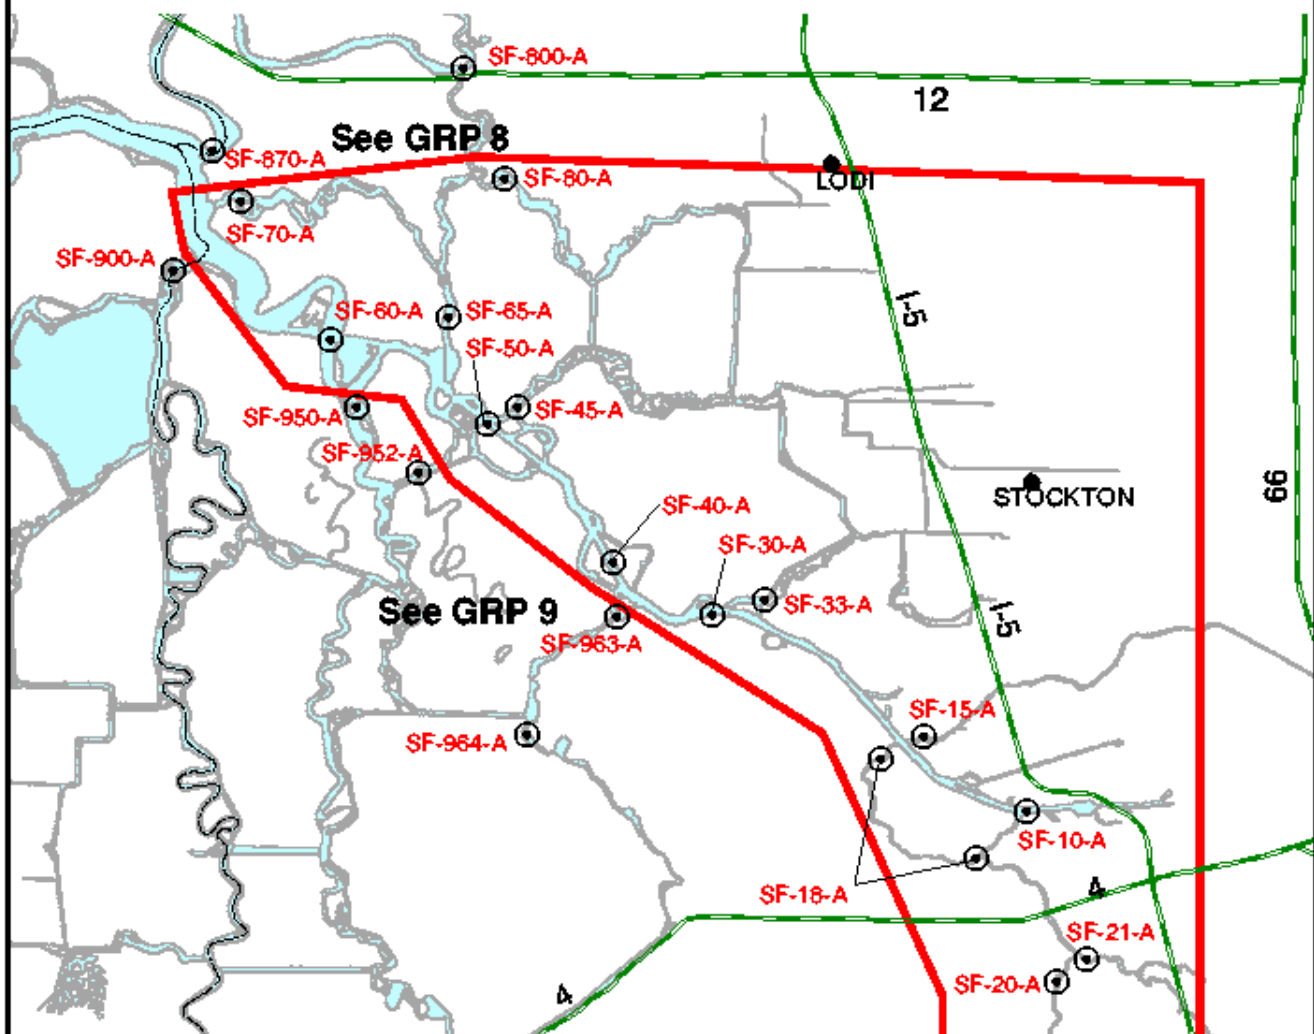 SF-800-A
12
See GRP 8
SF-870-A
SF-80-A
LODI
SF-70-A
SF-900-A
I-5
SF-60-A
SF-65-A
SF-50-A
SF-950-A
SF-45-A
SF-952-A
99
STOCKTON
SF-40-A
SF-30-A
See GRP 9
SF-33-A
I-5
SF-963-A
SF-15-A
SF-964-A
SF-10-A
SF-18-A
4
SF-21-A
SF-20-A
4